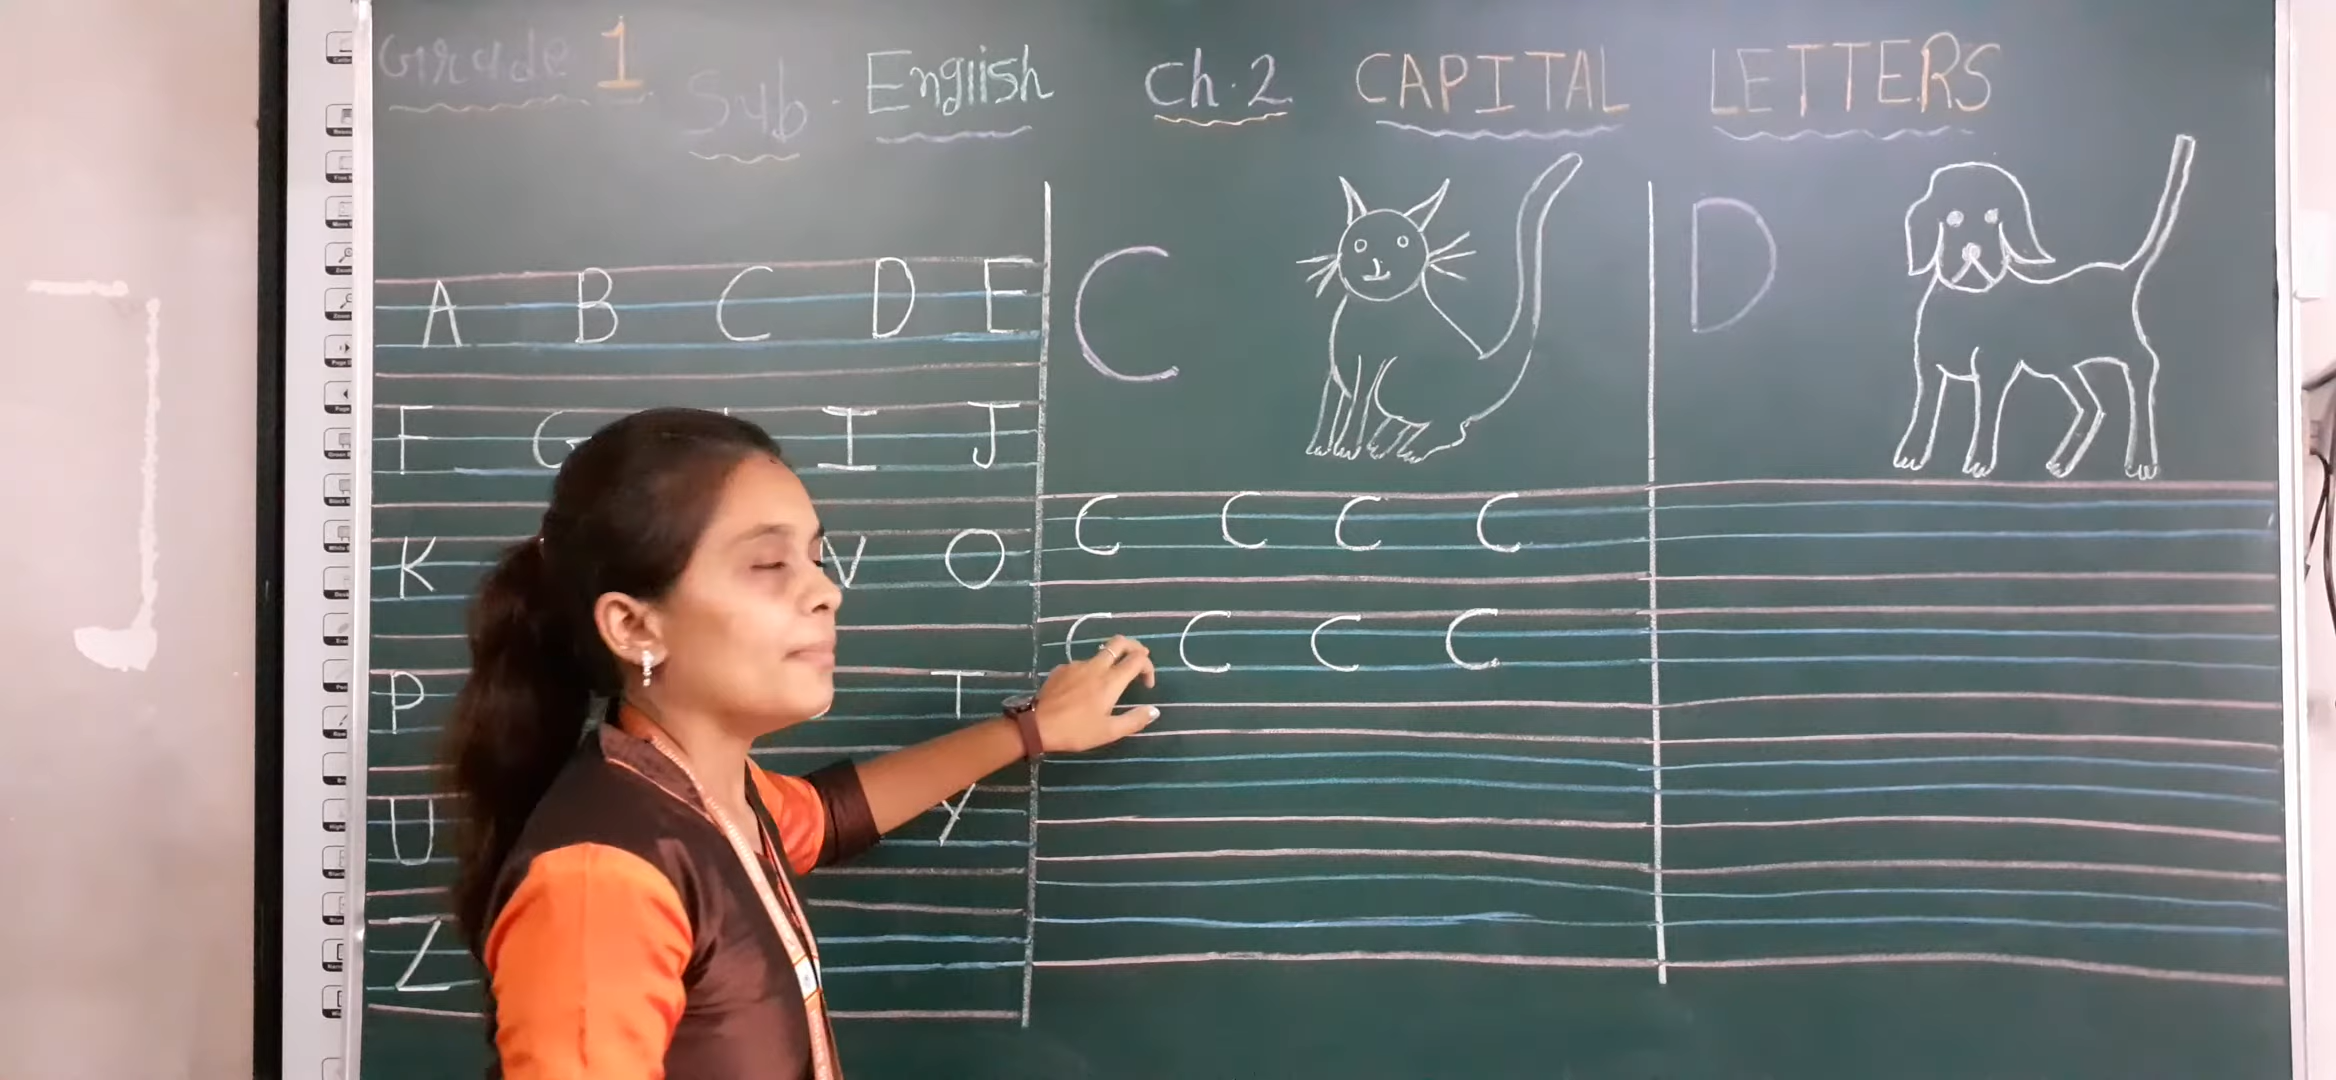 Grade 1 Sub. English Ch.2 CAPITAL LETTERS
A B C D E
F G I J
K N O
P T
U Y
Z
C
C C C C
C C C C
D